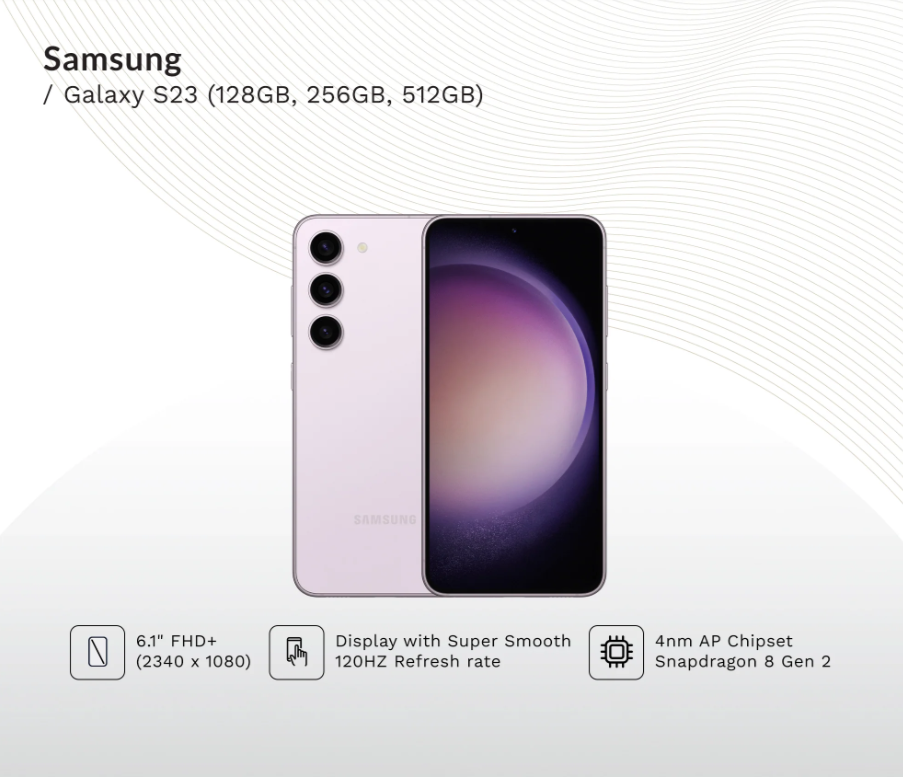 Samsung
/ Galaxy S23 (128GB, 256GB, 512GB)
SAMSUNG
6.1" FHD+
(2340 x 1080)
Display with Super Smooth
120HZ Refresh rate
4nm AP Chipset
Snapdragon 8 Gen 2